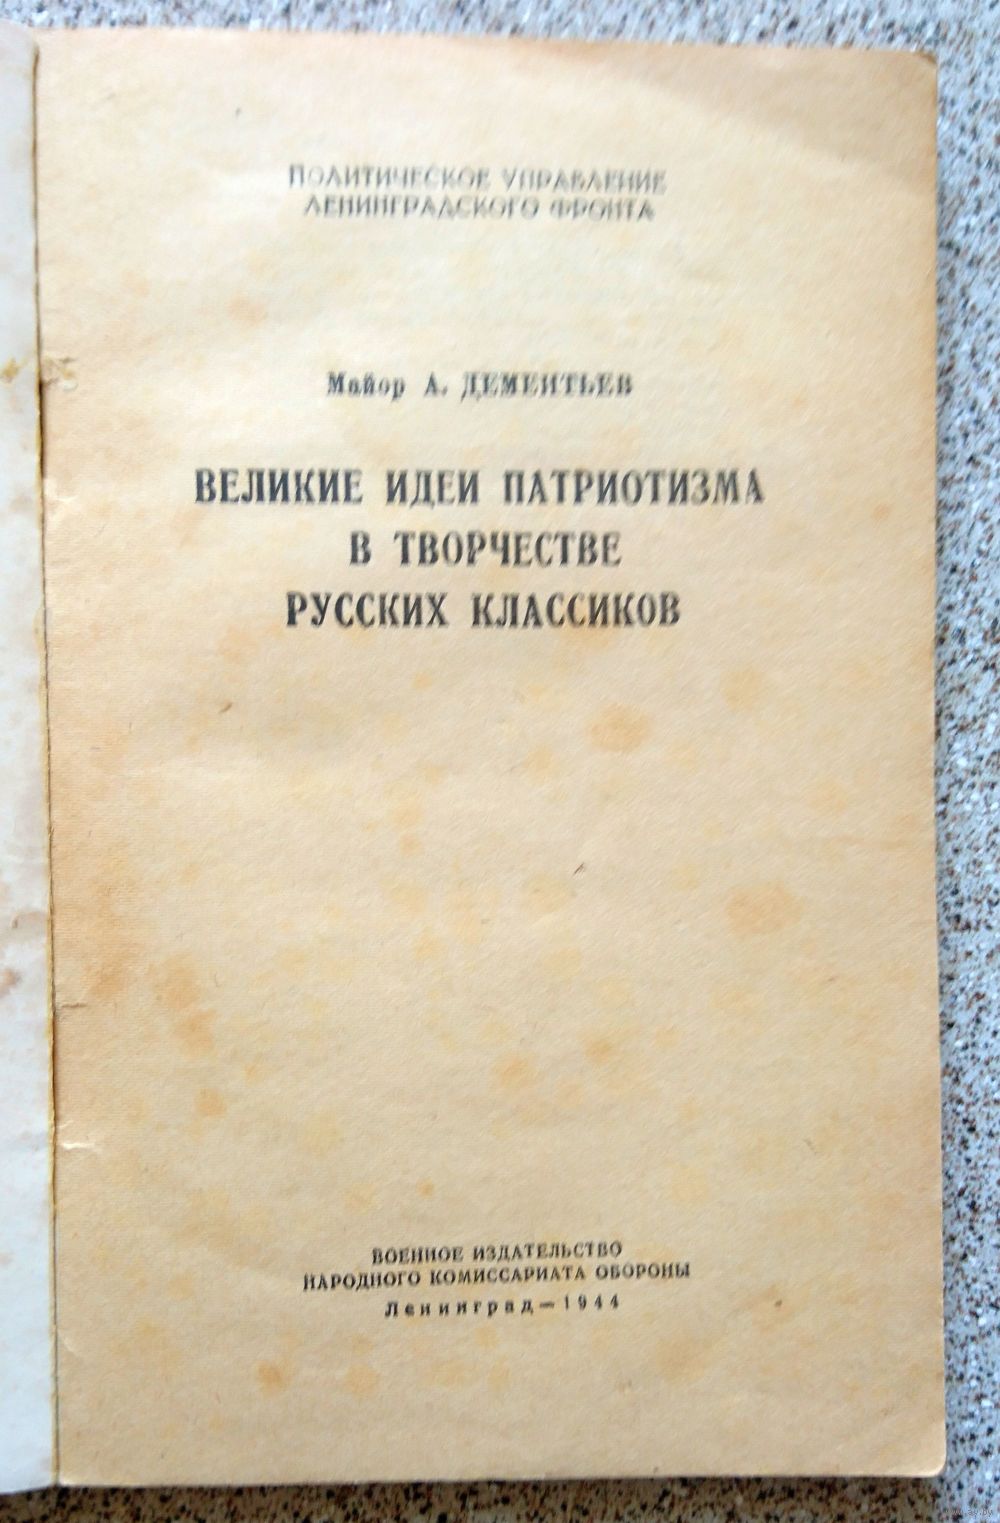 ПОЛИТИЧЕСКОЕ УПРАВЛЕНИЕ
ЛЕНИНГРАДСКОГО ФРОНТА
Майор А. ДЕМЕНТЬЕВ
ВЕЛИКИЕ ИДЕИ ПАТРИОТИЗМА
В ТВОРЧЕСТВЕ
РУССКИХ КЛАССИКОВ
ВОЕННОЕ ИЗДАТЕЛЬСТВО
НАРОДНОГО КОМИССАРИАТА ОБОРОНЫ
Ленинград — 1944